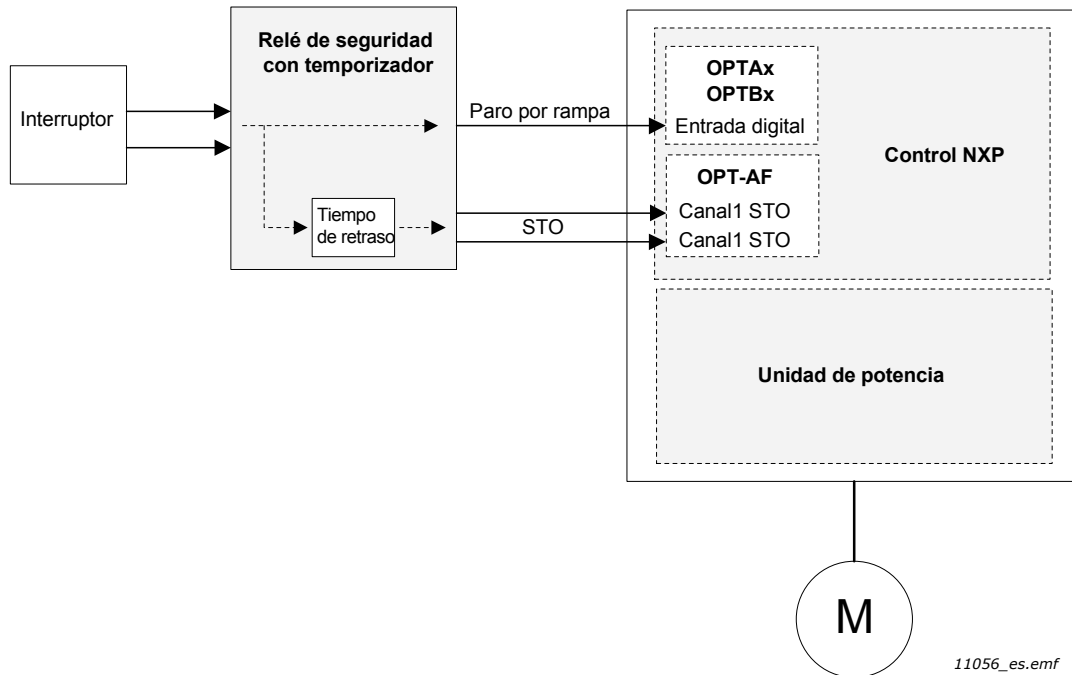 Interruptor
Relé de seguridad
con temporizador
Tiempo
de retraso
Paro por rampa
STO
OPTAx
OPTBx
Entrada digital
OPT-AF
Canal1 STO
Canal1 STO
Control NXP
Unidad de potencia
M
11056_es.emf